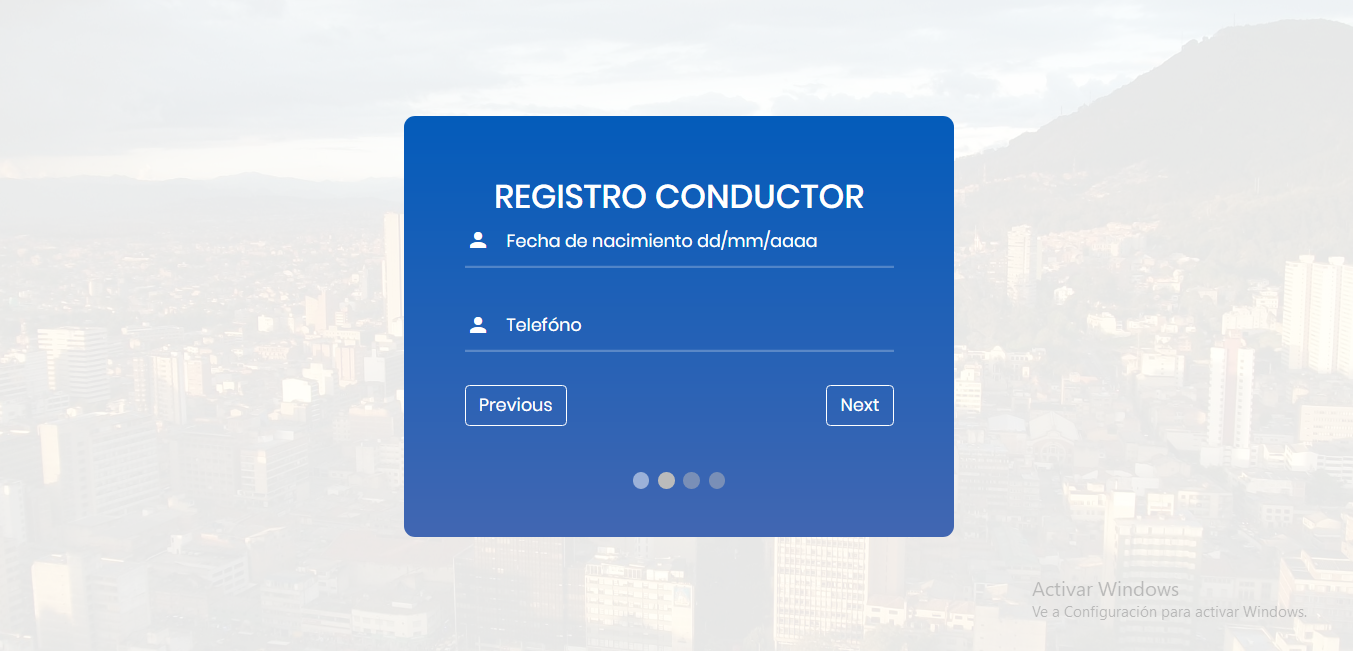 REGISTRO CONDUCTOR
Fecha de nacimiento dd/mm/aaaa
Telefóno
Previous
Next
Activar Windows
Ve a Configuración para activar Windows.